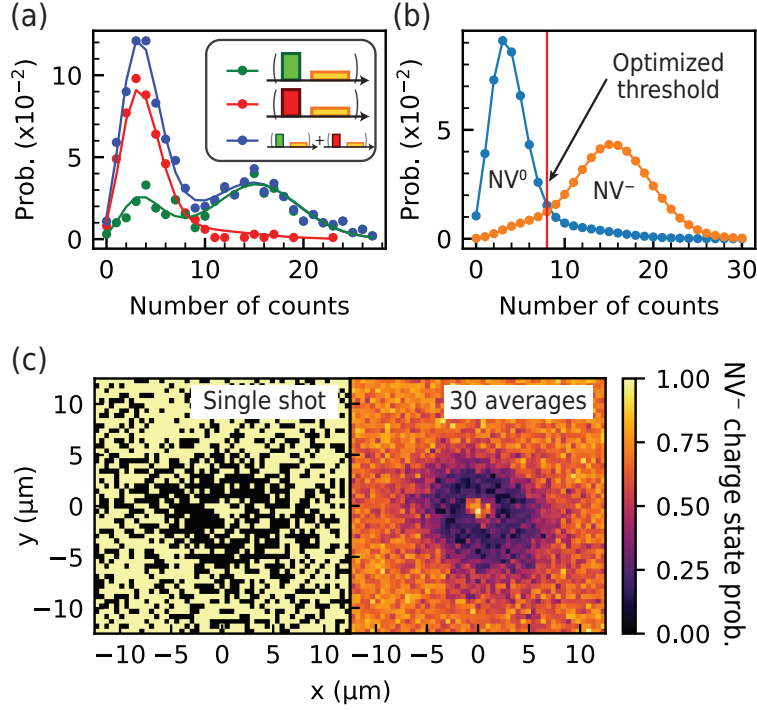 (a)
Prob. (x10⁻²)
10
5
0
0
10
20
Number of counts
( )
( )
( ) + ( )
(b)
Prob. (x10⁻²)
5
0
0
10
20
30
Number of counts
Optimized
threshold
NV⁰
NV⁻
(c)
Single shot
30 averages
y (μm)
10
5
0
−5
−10
−10
−5
0
5
10
−10
−5
0
5
10
x (μm)
1.00
0.75
0.50
0.25
0.00
NV⁻ charge state prob.